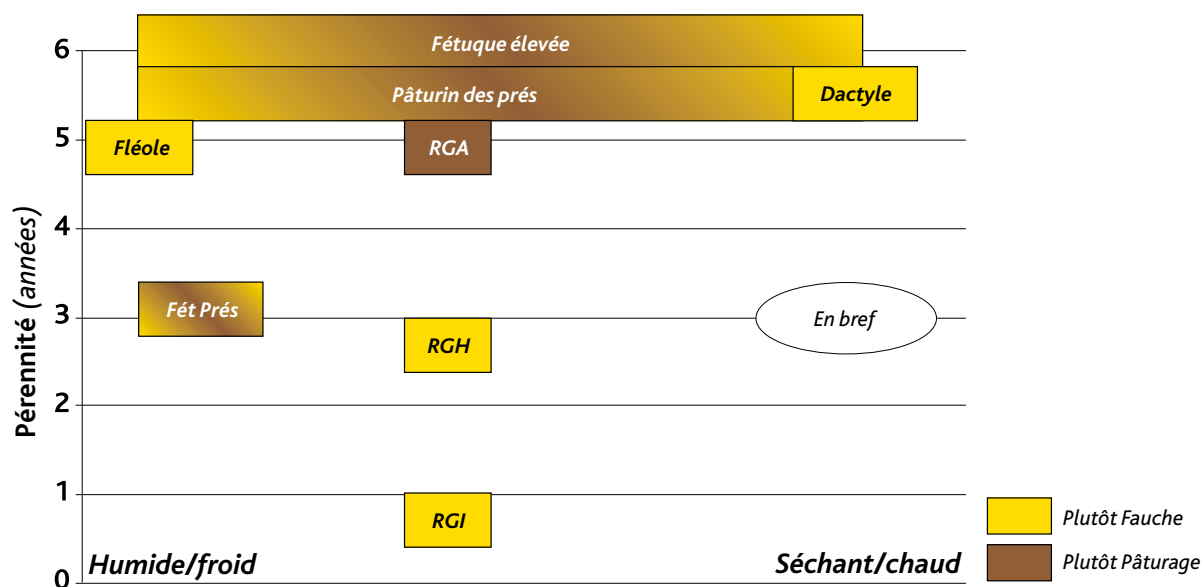 Pérennité (années)
6
5
4
3
2
1
0
Fétuque élevée
Pâturin des prés
Dactyle
Fléole
RGA
Fét Prés
RGH
En bref
RGI
Humide/froid
Séchant/chaud
Plutôt Fauche
Plutôt Pâturage